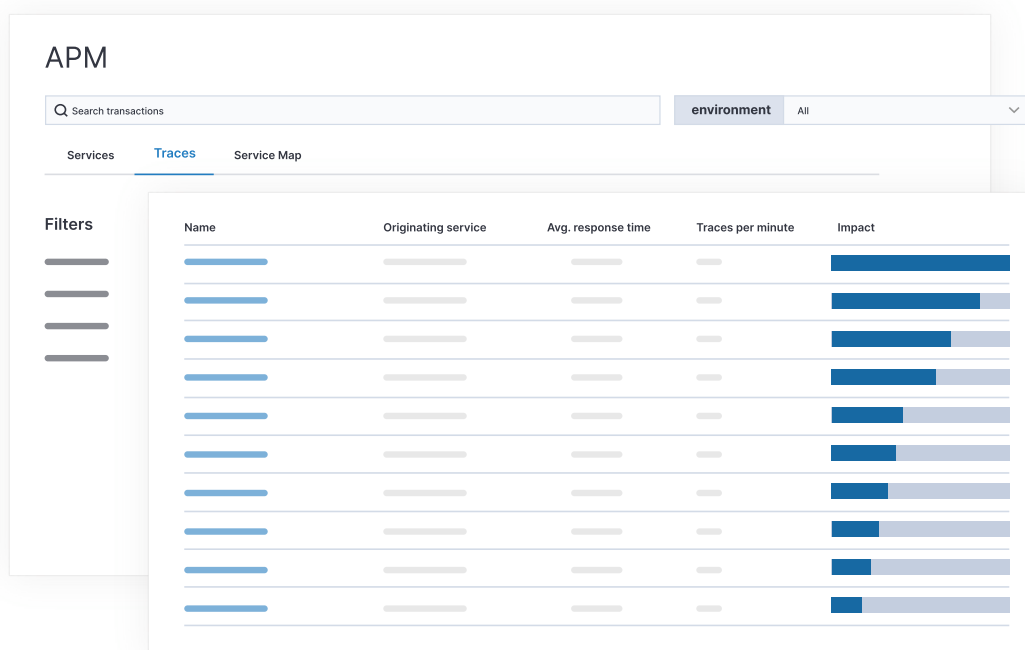 APM
Search transactions
environment All
Services Traces Service Map
Filters
Name Originating service Avg. response time Traces per minute Impact